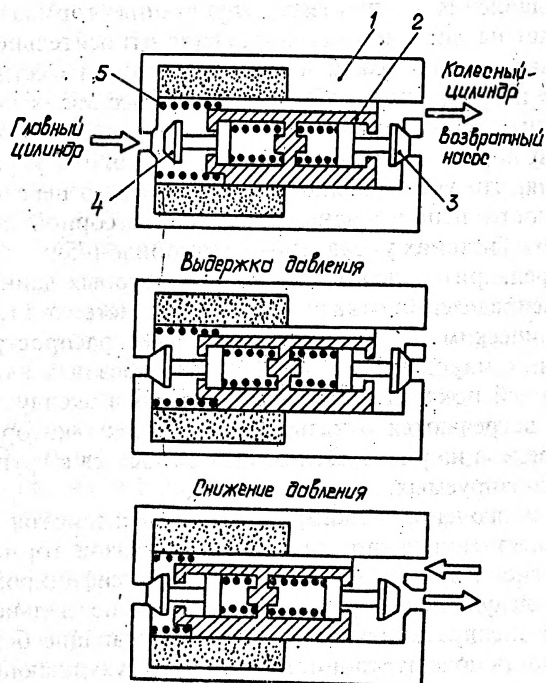 1
2
5
Колесный-
цилиндр
Главный
цилиндр
Возвратный
насос
4
3
Выдержка давления
Снижение давления